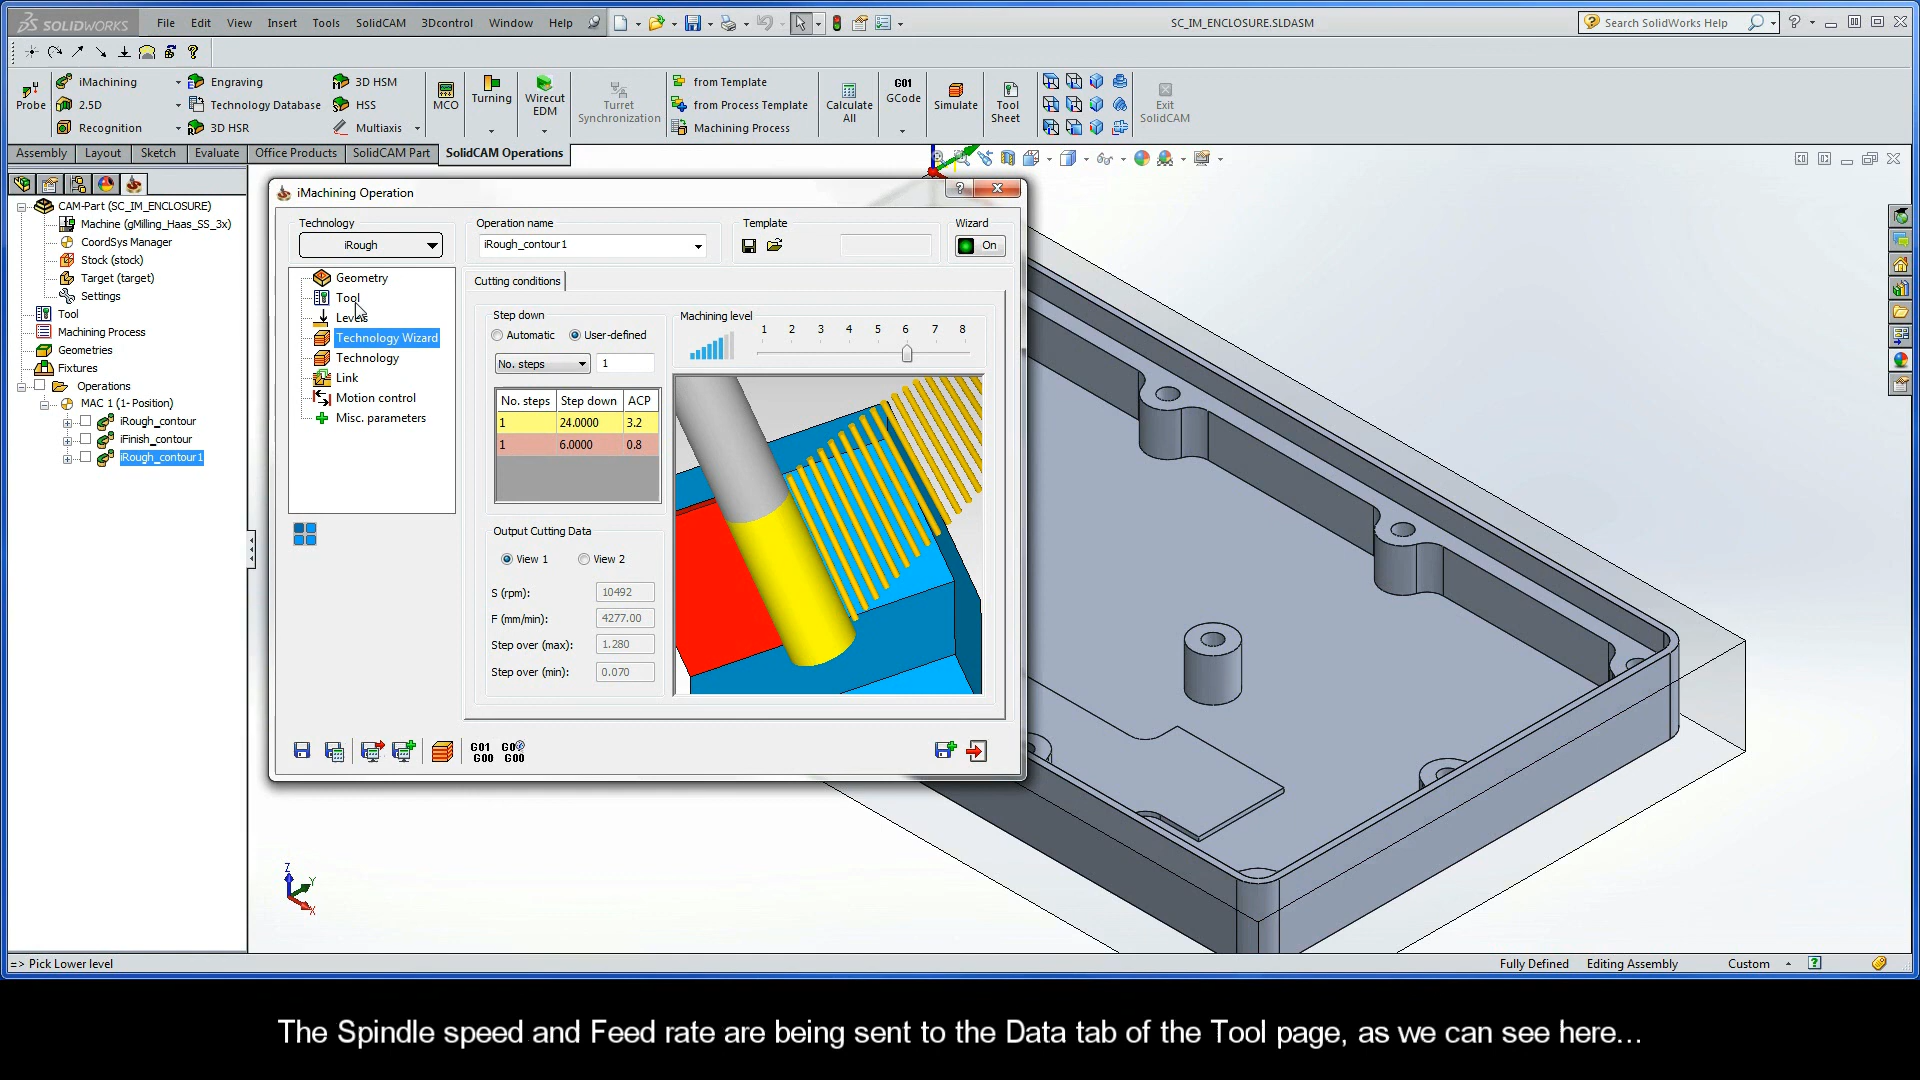 SOLIDWORKS File Edit View Insert Tools SolidCAM 3Dcontrol Window Help SC_IM_ENCLOSURE.SLDASM Search SolidWorks Help
Probe
iMachining
2.5D
Recognition
Engraving
Technology Database
3D HSR
3D HSM
HSS
Multiaxis
MCO
Turning
Wirecut EDM
Turret Synchronization
from Template
from Process Template
Machining Process
Calculate All
G01
GCode
Simulate
Tool Sheet
Exit SolidCAM
Assembly Layout Sketch Evaluate Office Products SolidCAM Part SolidCAM Operations
CAM-Part (SC_IM_ENCLOSURE)
Machine (gMilling_Haas_SS_3x)
CoordSys Manager
Stock (stock)
Target (target)
Settings
Tool
Machining Process
Geometries
Fixtures
Operations
MAC 1 (1- Position)
iRough_contour
iFinish_contour
iRough_contour1
iMachining Operation
Technology
iRough
Operation name
iRough_contour1
Template
Wizard
On
Geometry
Tool
Levels
Technology Wizard
Technology
Link
Motion control
Misc. parameters
Cutting conditions
Step down
Automatic User-defined
No. steps 1
No. steps Step down ACP
1 24.0000 3.2
1 6.0000 0.8
Machining level
1 2 3 4 5 6 7 8
Output Cutting Data
View 1 View 2
S (rpm): 10492
F (mm/min): 4277.00
Step over (max): 1.280
Step over (min): 0.070
G01 G00
G00
Z
Y
X
=> Pick Lower level
Fully Defined Editing Assembly Custom
The Spindle speed and Feed rate are being sent to the Data tab of the Tool page, as we can see here...